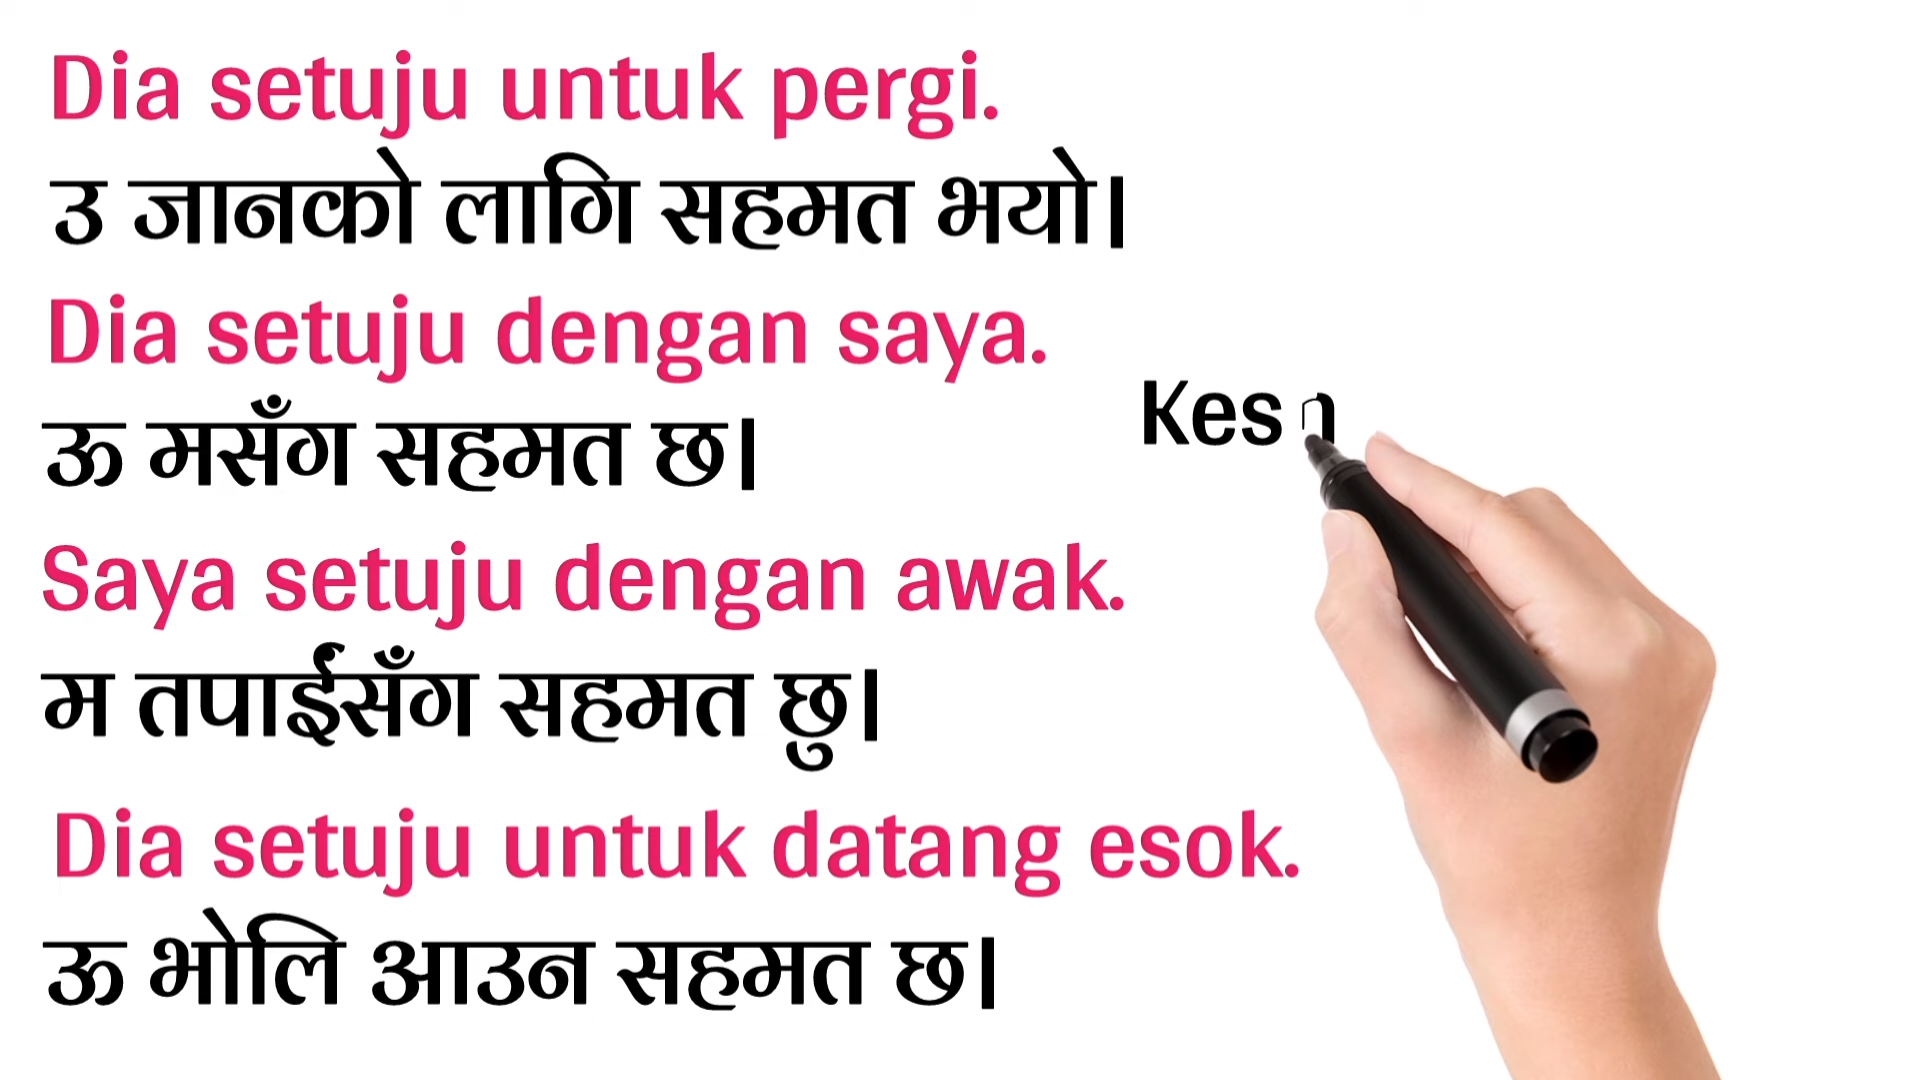 Dia setuju untuk pergi.
उ जानको लागि सहमत भयो।
Dia setuju dengan saya.
ऊ मसँग सहमत छ।
Saya setuju dengan awak.
म तपाईंसँग सहमत छु।
Dia setuju untuk datang esok.
ऊ भोलि आउन सहमत छ।